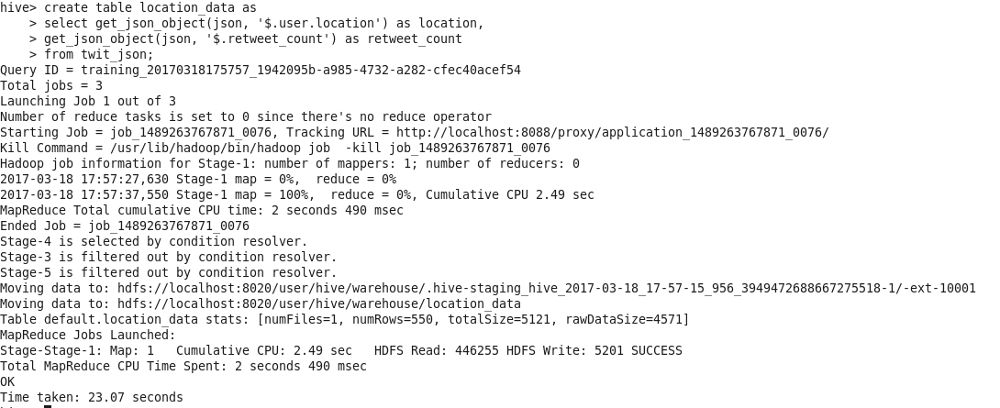 hive> create table location_data as
    > select get_json_object(json, '$.user.location') as location,
    > get_json_object(json, '$.retweet_count') as retweet_count
    > from twit_json;
Query ID = training_20170318175757_1942095b-a985-4732-a282-cfec40acef54
Total jobs = 3
Launching Job 1 out of 3
Number of reduce tasks is set to 0 since there's no reduce operator
Starting Job = job_1489263767871_0076, Tracking URL = http://localhost:8088/proxy/application_1489263767871_0076/
Kill Command = /usr/lib/hadoop/bin/hadoop job  -kill job_1489263767871_0076
Hadoop job information for Stage-1: number of mappers: 1; number of reducers: 0
2017-03-18 17:57:27,630 Stage-1 map = 0%,  reduce = 0%
2017-03-18 17:57:37,550 Stage-1 map = 100%,  reduce = 0%, Cumulative CPU 2.49 sec
MapReduce Total cumulative CPU time: 2 seconds 490 msec
Ended Job = job_1489263767871_0076
Stage-4 is selected by condition resolver.
Stage-3 is filtered out by condition resolver.
Stage-5 is filtered out by condition resolver.
Moving data to: hdfs://localhost:8020/user/hive/warehouse/.hive-staging_hive_2017-03-18_17-57-15_956_3949472688667275518-1/-ext-10001
Moving data to: hdfs://localhost:8020/user/hive/warehouse/location_data
Table default.location_data stats: [numFiles=1, numRows=550, totalSize=5121, rawDataSize=4571]
MapReduce Jobs Launched:
Stage-Stage-1: Map: 1   Cumulative CPU: 2.49 sec   HDFS Read: 446255 HDFS Write: 5201 SUCCESS
Total MapReduce CPU Time Spent: 2 seconds 490 msec
OK
Time taken: 23.07 seconds